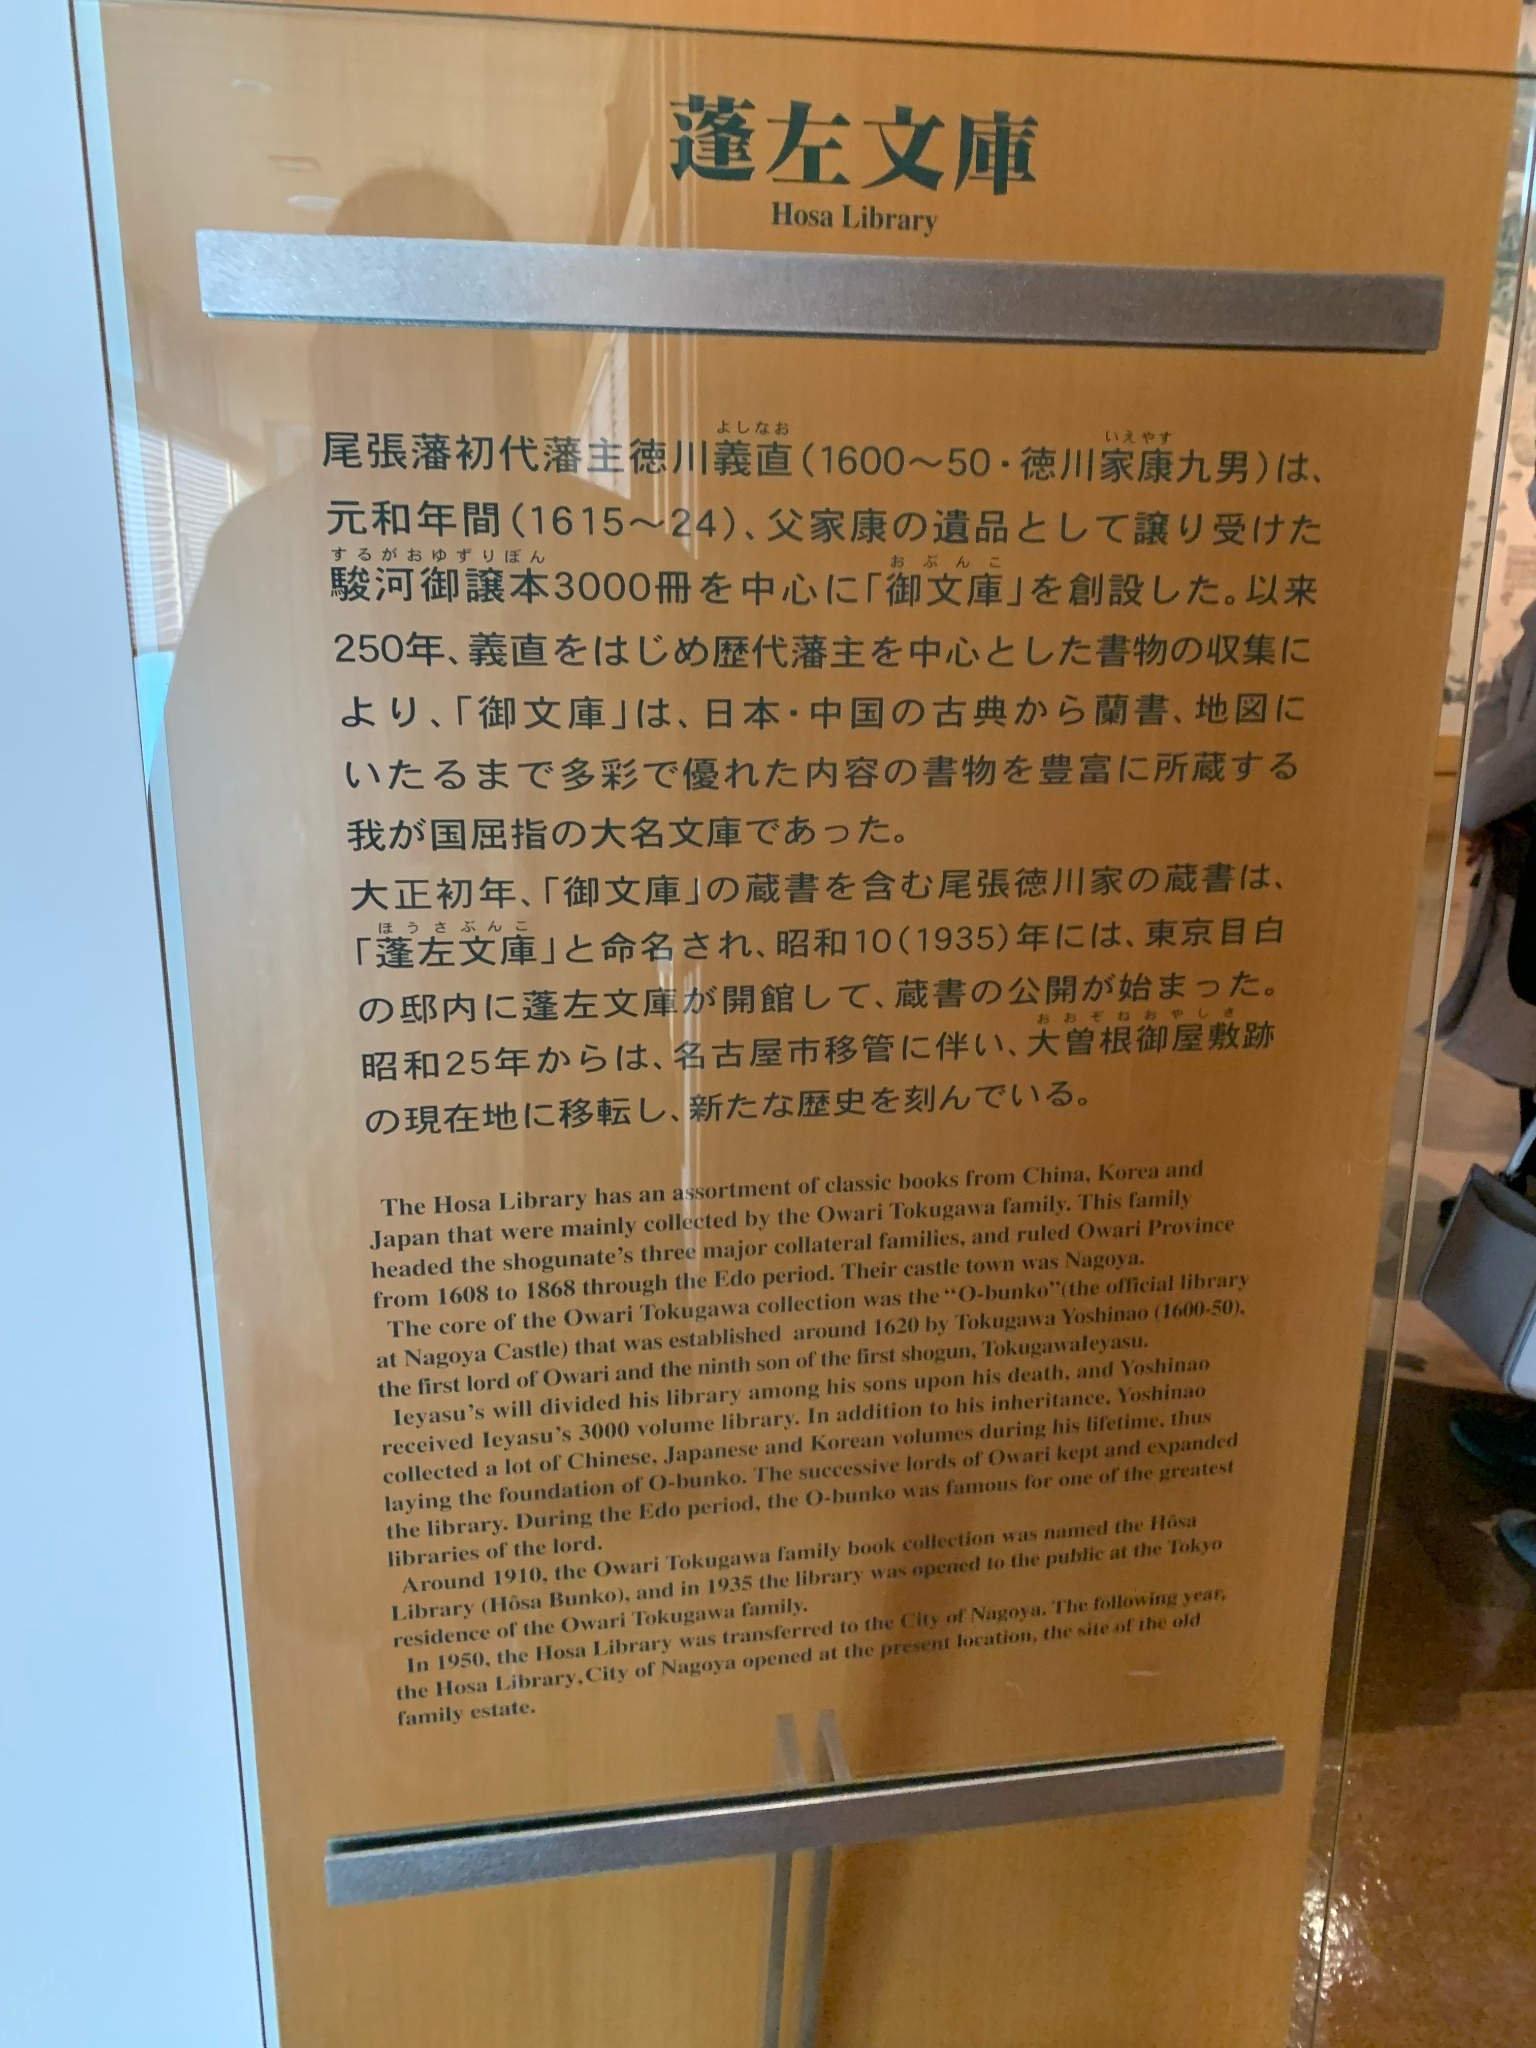 蓬左文庫
Hosa Library
よしなお いえやす
尾張藩初代藩主徳川義直(1600〜50・徳川家康九男)は、
元和年間(1615〜24)、父家康の遺品として譲り受けた
するがおゆずりぼん おぶんこ
駿河御譲本3000冊を中心に「御文庫」を創設した。以来
250年、義直をはじめ歴代藩主を中心とした書物の収集に
より、「御文庫」は、日本・中国の古典から蘭書、地図に
いたるまで多彩で優れた内容の書物を豊富に所蔵する
我が国屈指の大名文庫であった。
大正初年、「御文庫」の蔵書を含む尾張徳川家の蔵書は、
ほうさぶんこ
「蓬左文庫」と命名され、昭和10(1935)年には、東京目白
の邸内に蓬左文庫が開館して、蔵書の公開が始まった。
おおぞねおやしき
昭和25年からは、名古屋市移管に伴い、大曽根御屋敷跡
の現在地に移転し、新たな歴史を刻んでいる。
The Hosa Library has an assortment of classic books from China, Korea and
Japan that were mainly collected by the Owari Tokugawa family. This family
headed the shogunate's three major collateral families, and ruled Owari Province
from 1608 to 1868 through the Edo period. Their castle town was Nagoya.
The core of the Owari Tokugawa collection was the "O-bunko"(the official library
at Nagoya Castle) that was established around 1620 by Tokugawa Yoshinao (1600-50),
the first lord of Owari and the ninth son of the first shogun, TokugawaIeyasu.
Ieyasu's will divided his library among his sons upon his death, and Yoshinao
received Ieyasu's 3000 volume library. In addition to his inheritance, Yoshinao
collected a lot of Chinese, Japanese and Korean volumes during his lifetime, thus
laying the foundation of O-bunko. The successive lords of Owari kept and expanded
the library. During the Edo period, the O-bunko was famous for one of the greatest
libraries of the lord.
Around 1910, the Owari Tokugawa family book collection was named the Hôsa
Library (Hôsa Bunko), and in 1935 the library was opened to the public at the Tokyo
residence of the Owari Tokugawa family.
In 1950, the Hosa Library was transferred to the City of Nagoya. The following year,
the Hosa Library,City of Nagoya opened at the present location, the site of the old
family estate.